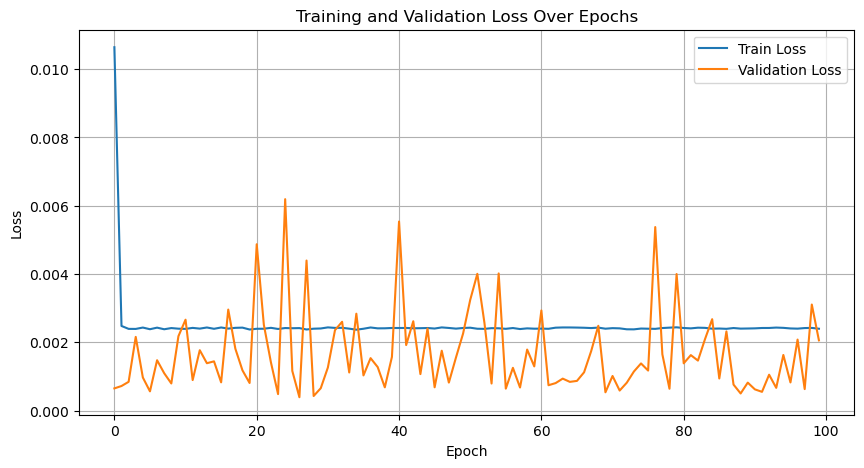 Training and Validation Loss Over Epochs
Train Loss
Validation Loss
0.010
0.008
0.006
0.004
0.002
0.000
Loss
0 20 40 60 80 100
Epoch